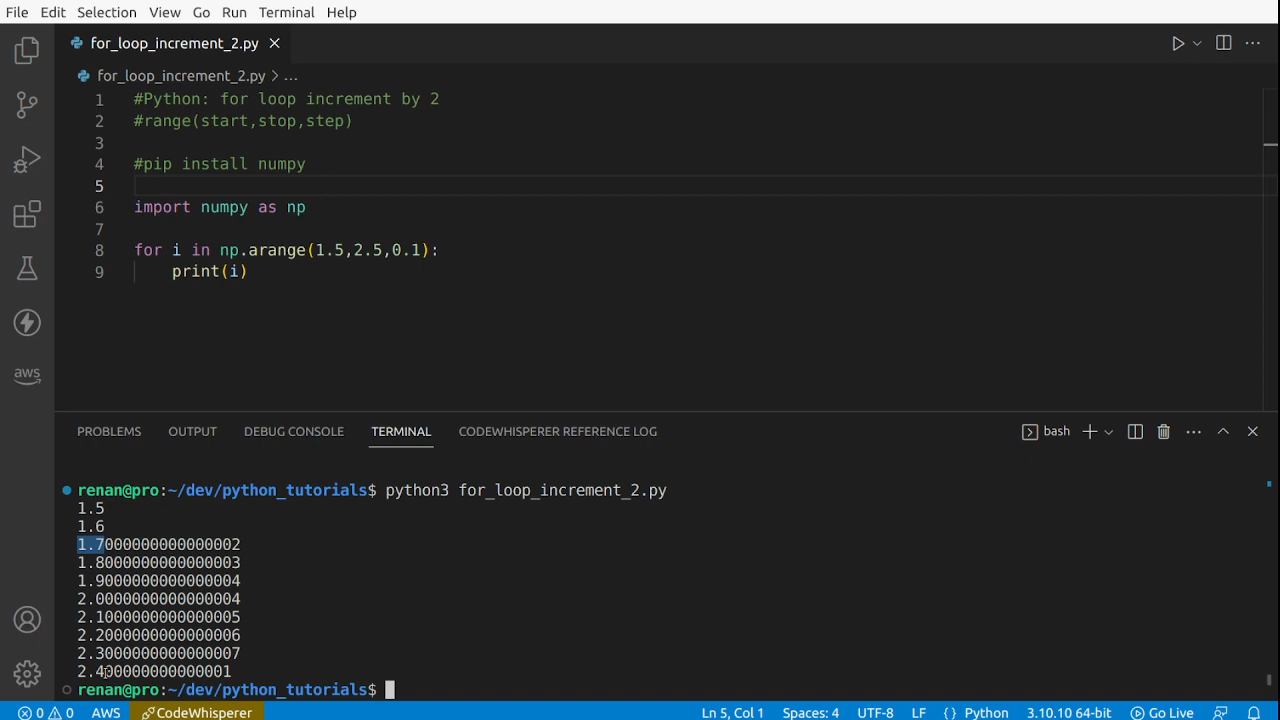 File Edit Selection View Go Run Terminal Help
for_loop_increment_2.py
for_loop_increment_2.py > ...
1 #Python: for loop increment by 2
2 #range(start,stop,step)
3
4 #pip install numpy
5
6 import numpy as np
7
8 for i in np.arange(1.5,2.5,0.1):
9 print(i)
PROBLEMS OUTPUT DEBUG CONSOLE TERMINAL CODEWHISPERER REFERENCE LOG bash
aws
renan@pro:~/dev/python_tutorials$ python3 for_loop_increment_2.py
1.5
1.6
1.7000000000000002
1.8000000000000003
1.9000000000000004
2.0000000000000004
2.1000000000000005
2.2000000000000006
2.3000000000000007
2.400000000000001
renan@pro:~/dev/python_tutorials$
0 0 AWS CodeWhisperer Ln 5, Col 1 Spaces: 4 UTF-8 LF {} Python 3.10.10 64-bit Go Live